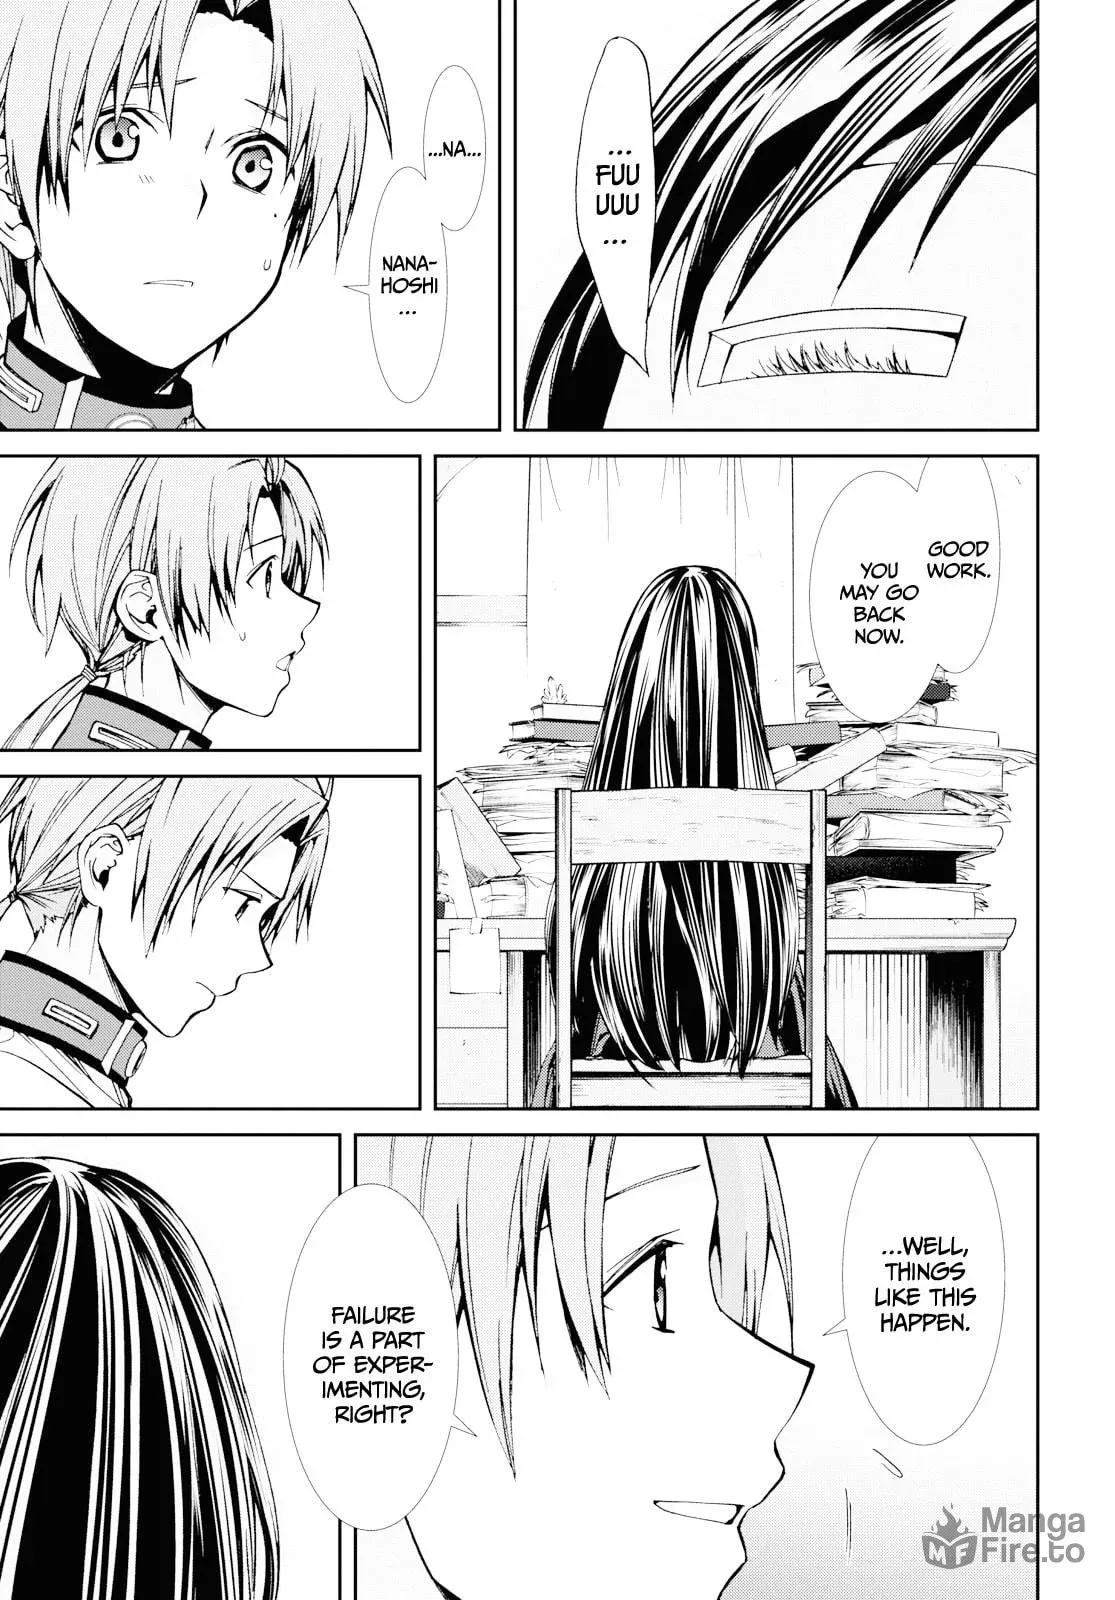 ...
FUU
UUU
...
...NA...
NANA-
HOSHI
...
GOOD
WORK.
YOU
MAY GO
BACK
NOW.
...WELL,
THINGS
LIKE THIS
HAPPEN.
FAILURE
IS A PART
OF EXPER-
IMENTING,
RIGHT?
MF
Manga
Fire.to